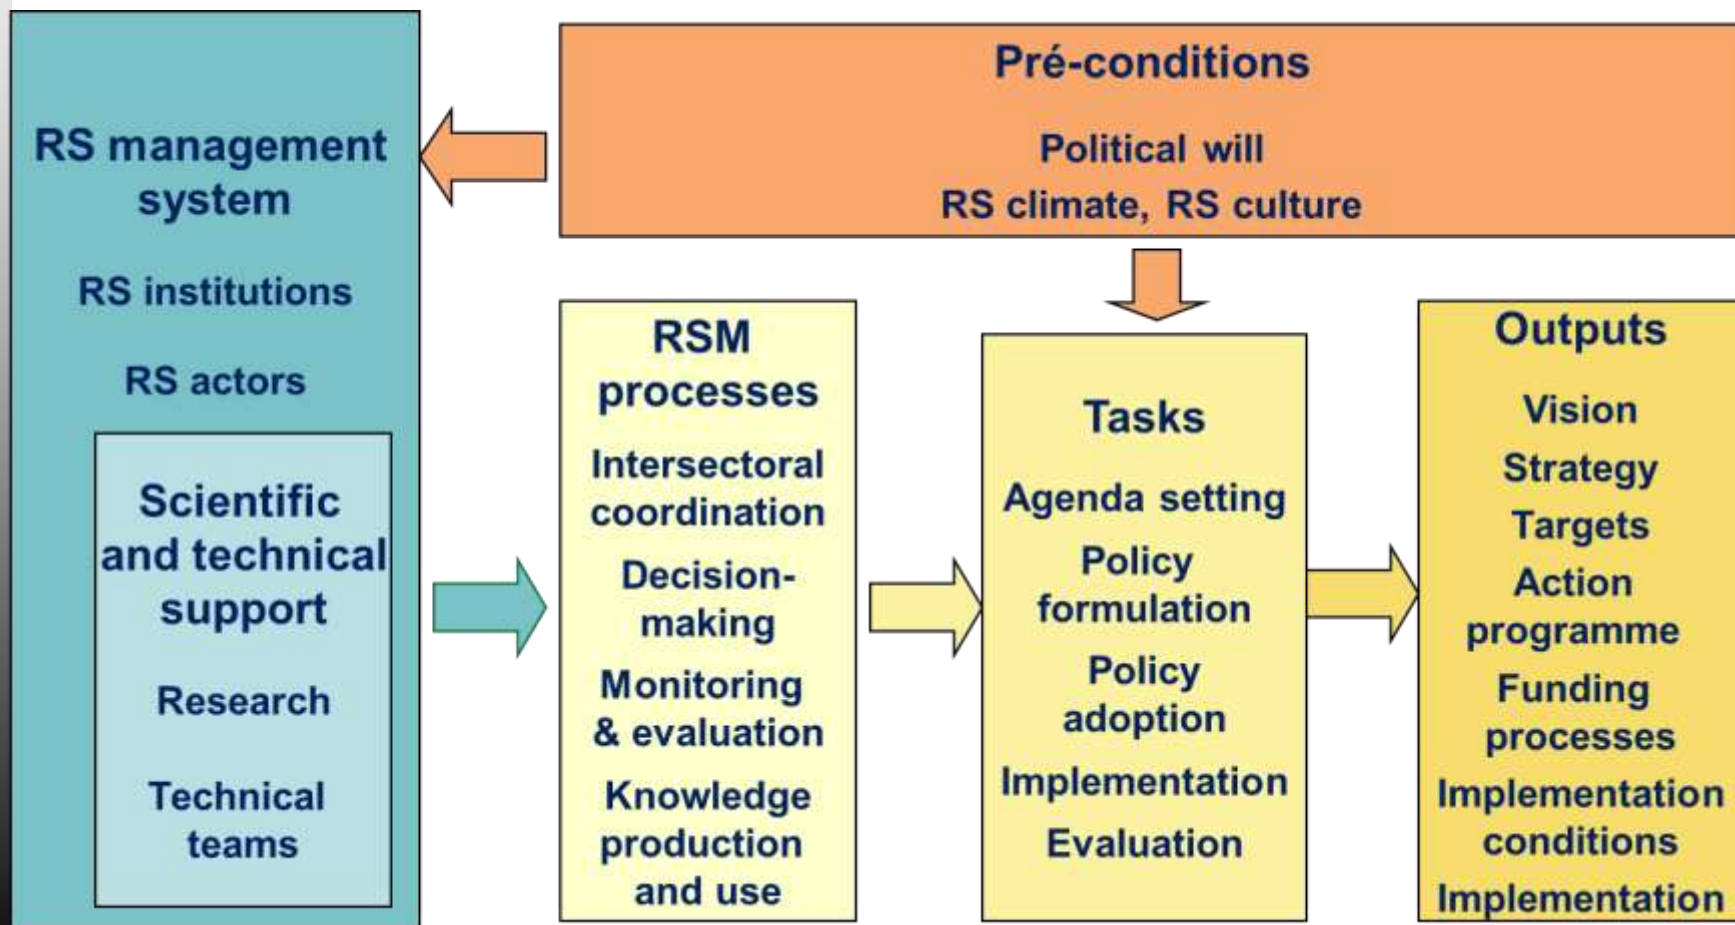 RS management
system
RS institutions
RS actors
Scientific
and technical
support
Research
Technical
teams
Pré-conditions
Political will
RS climate, RS culture
RSM
processes
Intersectoral
coordination
Decision-
making
Monitoring
& evaluation
Knowledge
production
and use
Tasks
Agenda setting
Policy
formulation
Policy
adoption
Implementation
Evaluation
Outputs
Vision
Strategy
Targets
Action
programme
Funding
processes
Implementation
conditions
Implementation